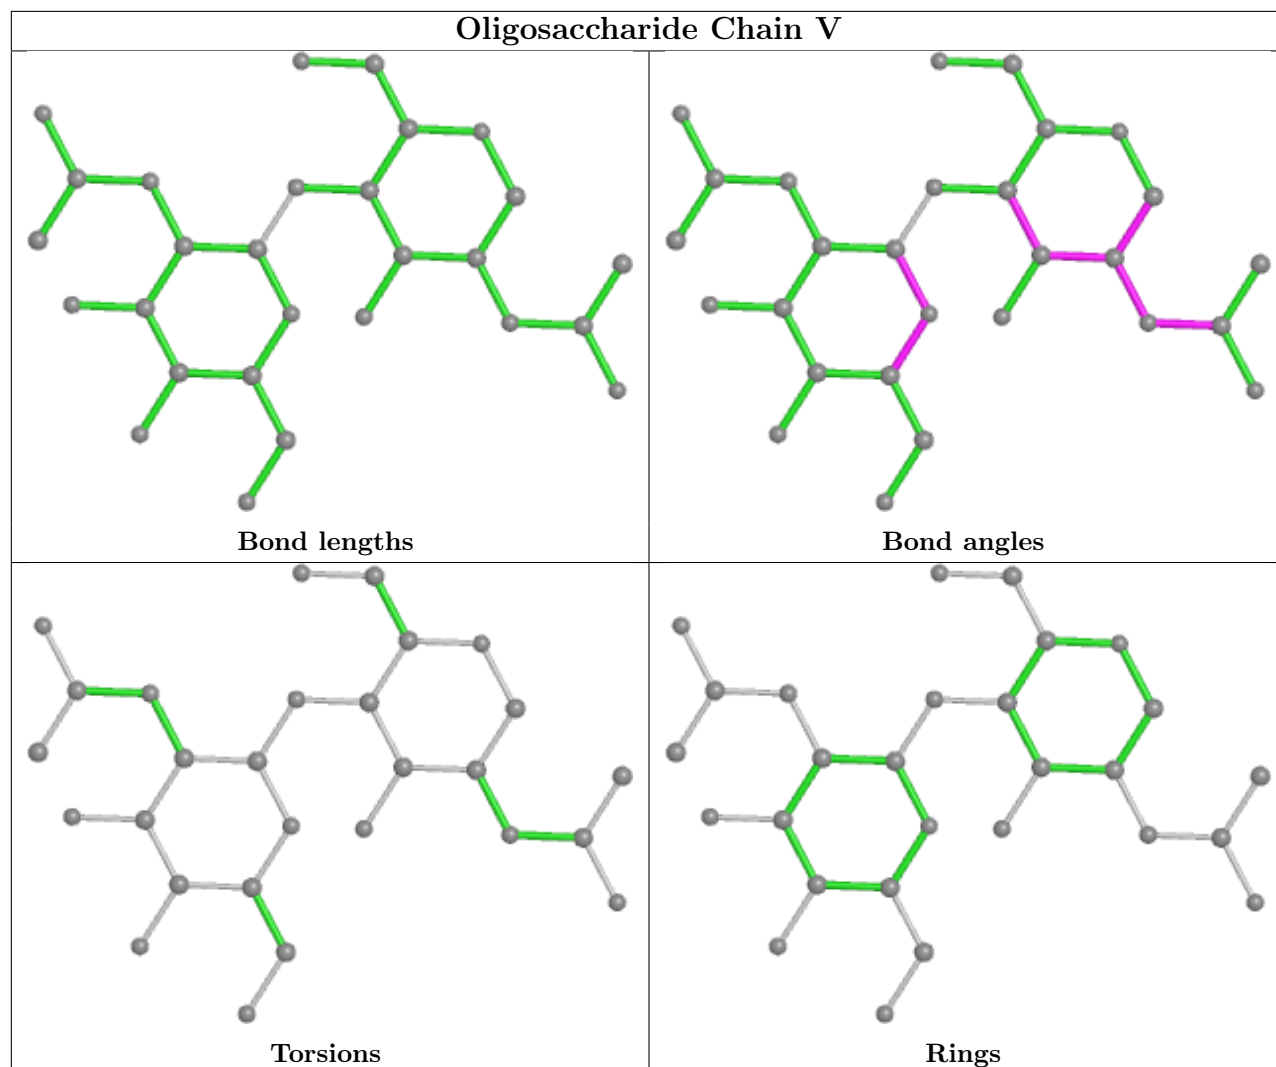 Oligosaccharide Chain V
Bond lengths
Bond angles
Torsions
Rings